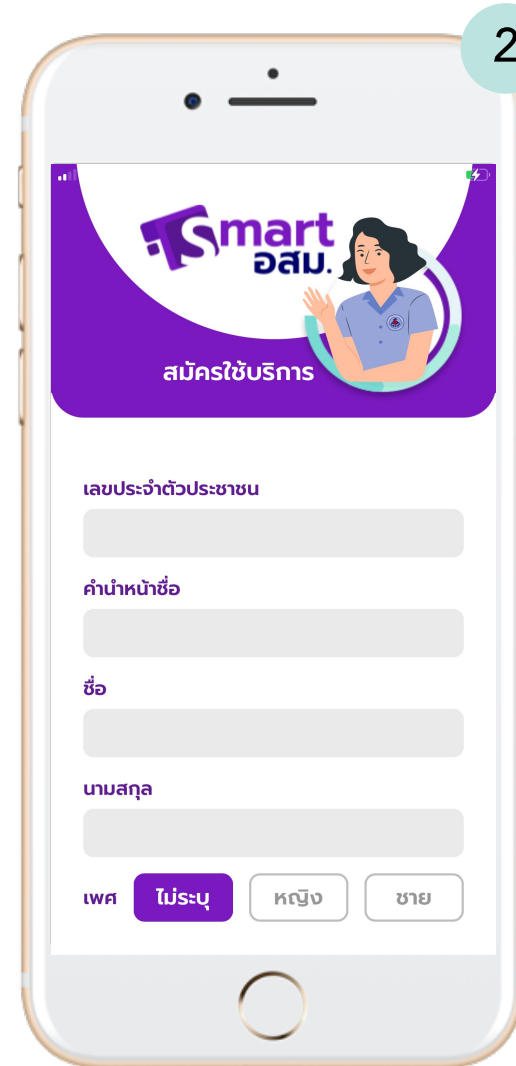 2
Smart
อสม.
สมัครใช้บริการ
เลขประจำตัวประชาชน
คำนำหน้าชื่อ
ชื่อ
นามสกุล
เพศ ไม่ระบุ หญิง ชาย